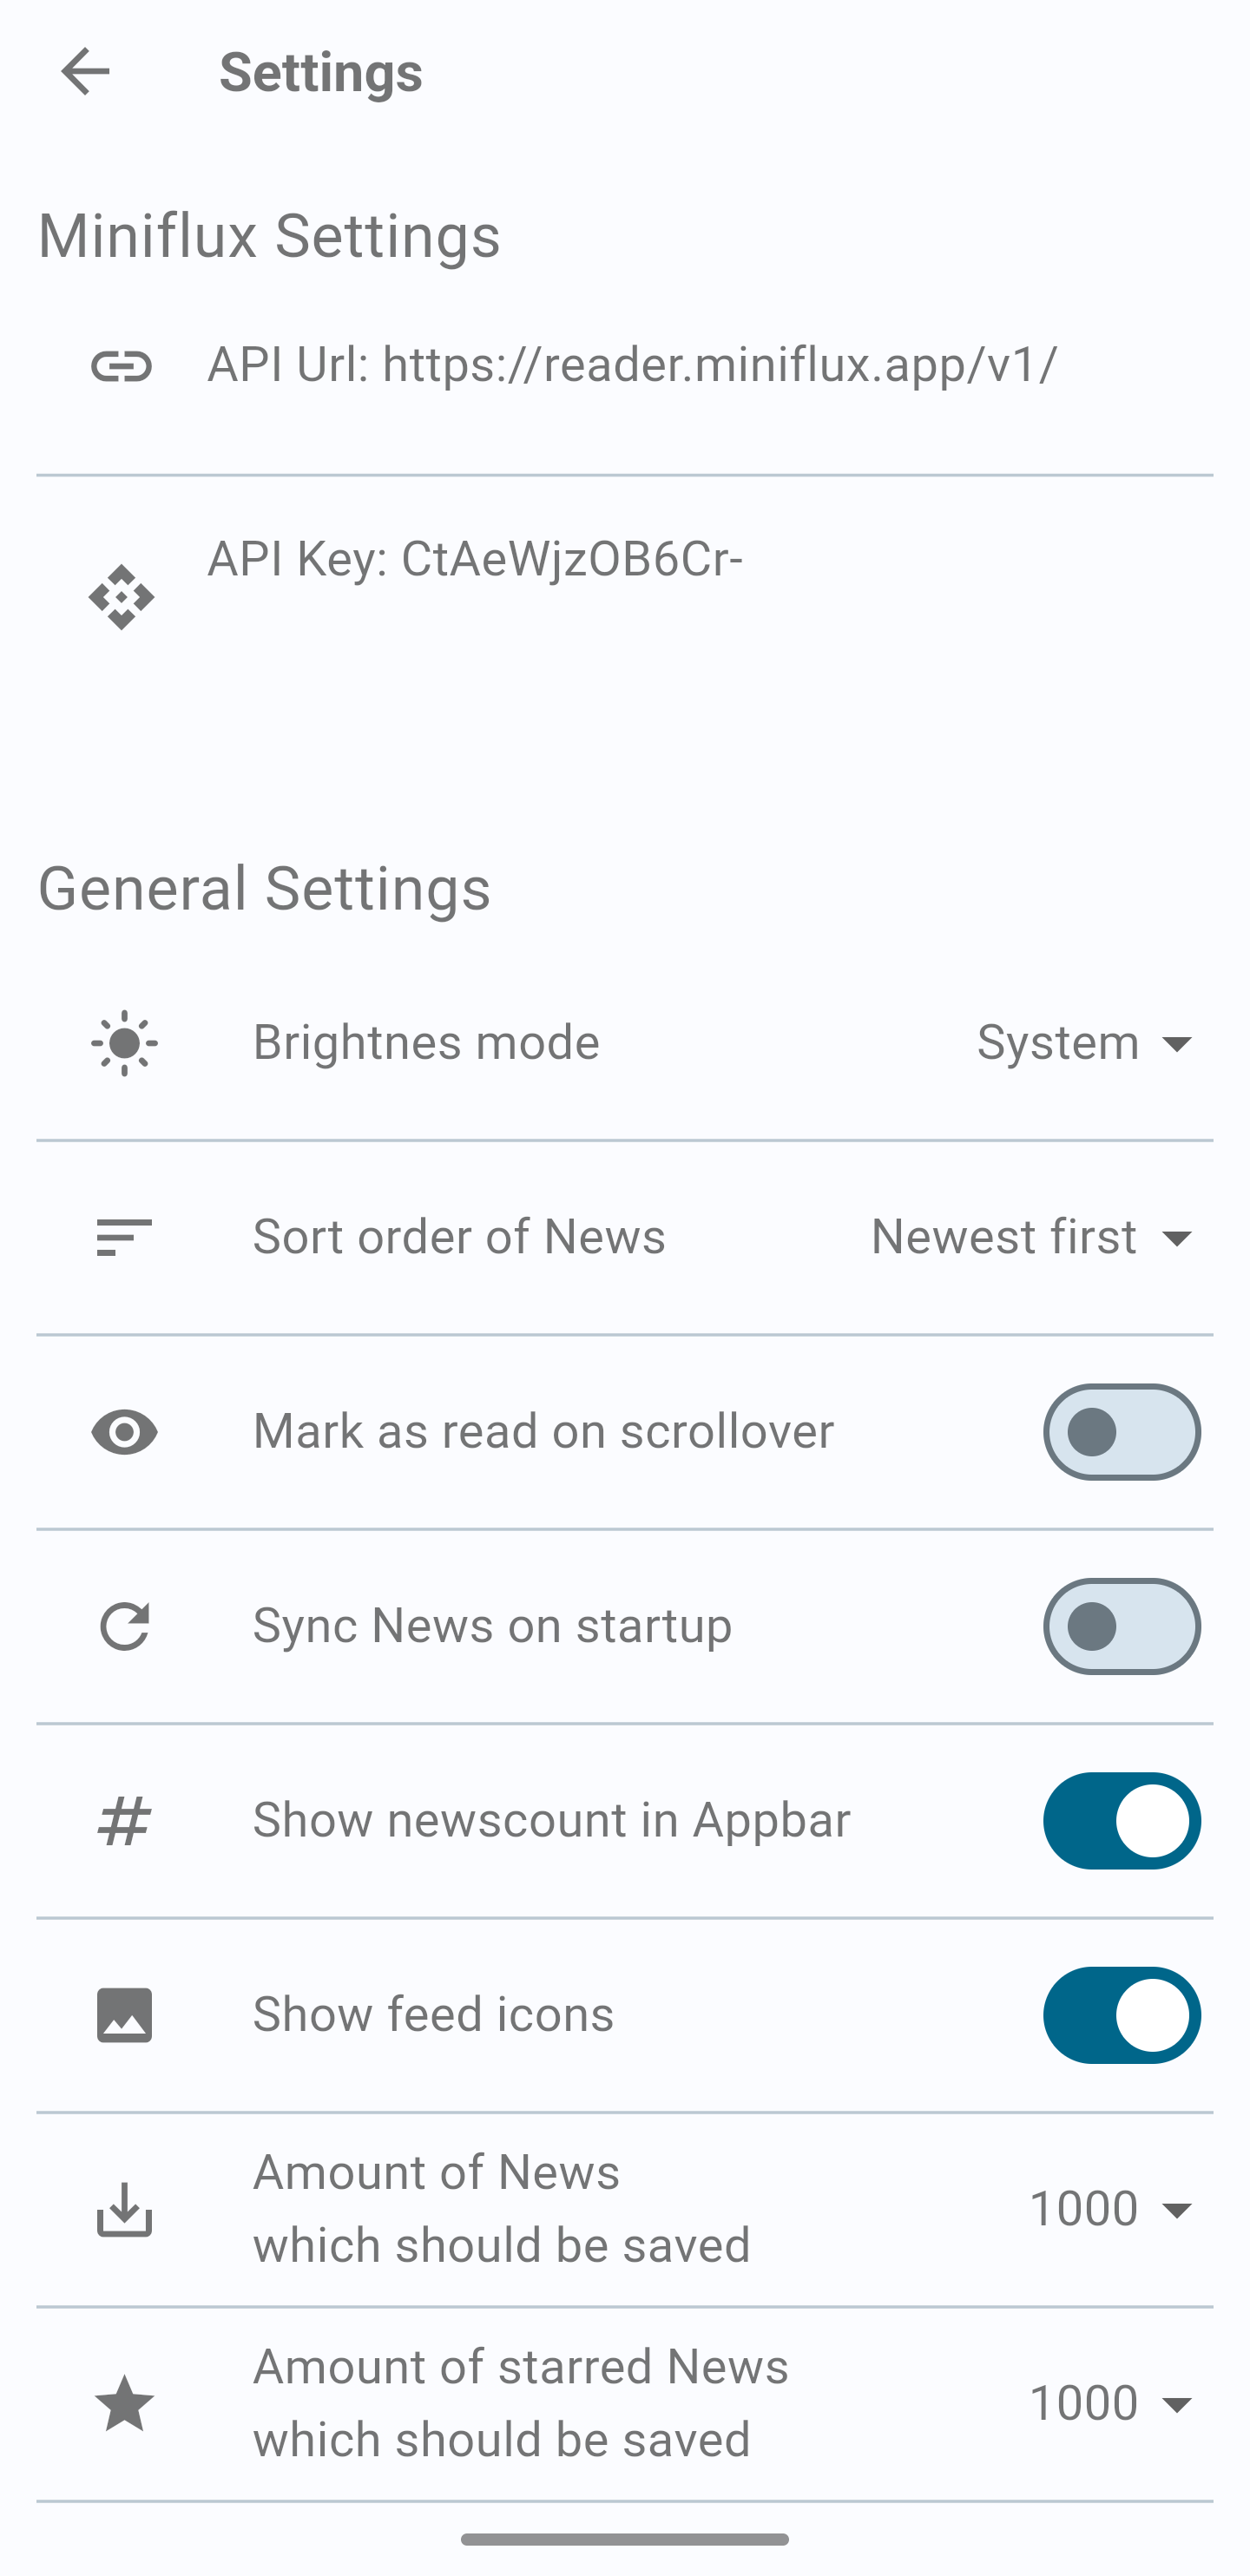 Settings
Miniflux Settings
API Url: https://reader.miniflux.app/v1/
API Key: CtAeWjzOB6Cr-
General Settings
Brightnes mode System
Sort order of News Newest first
Mark as read on scrollover
Sync News on startup
Show newscount in Appbar
Show feed icons
Amount of News
which should be saved 1000
Amount of starred News
which should be saved 1000